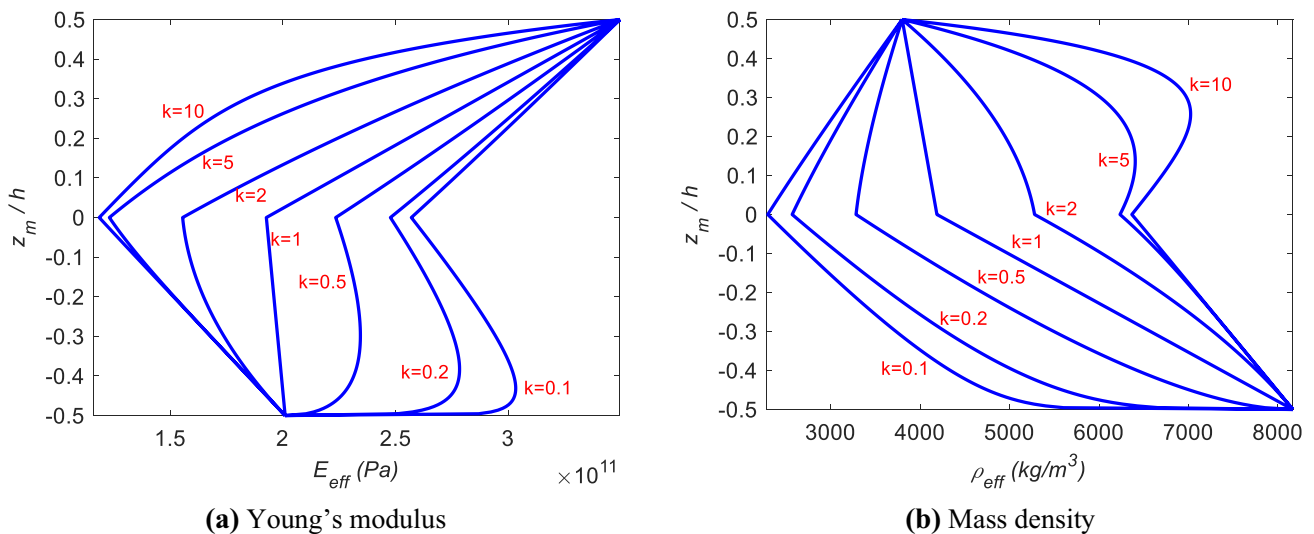 0.5
0.4
0.3
0.2
0.1
0
-0.1
-0.2
-0.3
-0.4
-0.5
z_m / h
k=10
k=5
k=2
k=1
k=0.5
k=0.2
k=0.1
1.5 2 2.5 3
E_eff (Pa)
×10^11
(a) Young's modulus
0.5
0.4
0.3
0.2
0.1
0
-0.1
-0.2
-0.3
-0.4
-0.5
z_m / h
k=10
k=5
k=2
k=1
k=0.5
k=0.2
k=0.1
3000 4000 5000 6000 7000 8000
ρ_eff (kg/m^3)
(b) Mass density